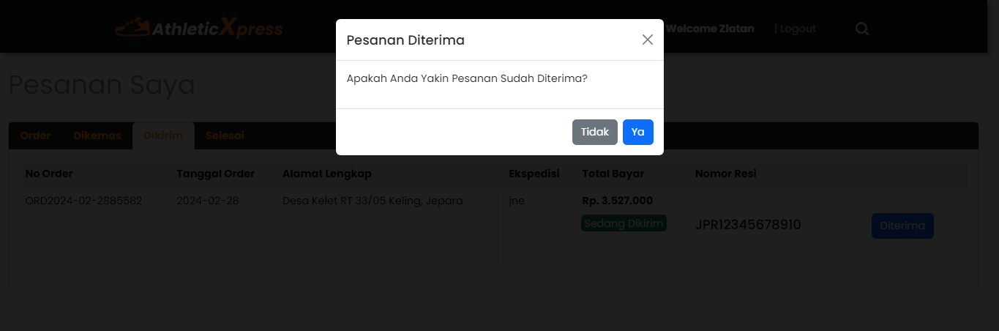 AthleticXpress
Welcome Zlatan
| Logout
Pesanan Diterima
Apakah Anda Yakin Pesanan Sudah Diterima?
Tidak
Ya
Pesanan Saya
Order
Dikemas
Dikirim
Selesai
No Order
Tanggal Order
Alamat Lengkap
Ekspedisi
Total Bayar
Nomor Resi
ORD2024-02-2885582
2024-02-28
Desa Kelet RT 33/05 Keling, Jepara
jne
Rp. 3.527.000
Sedang Dikirim
JPR12345678910
Diterima